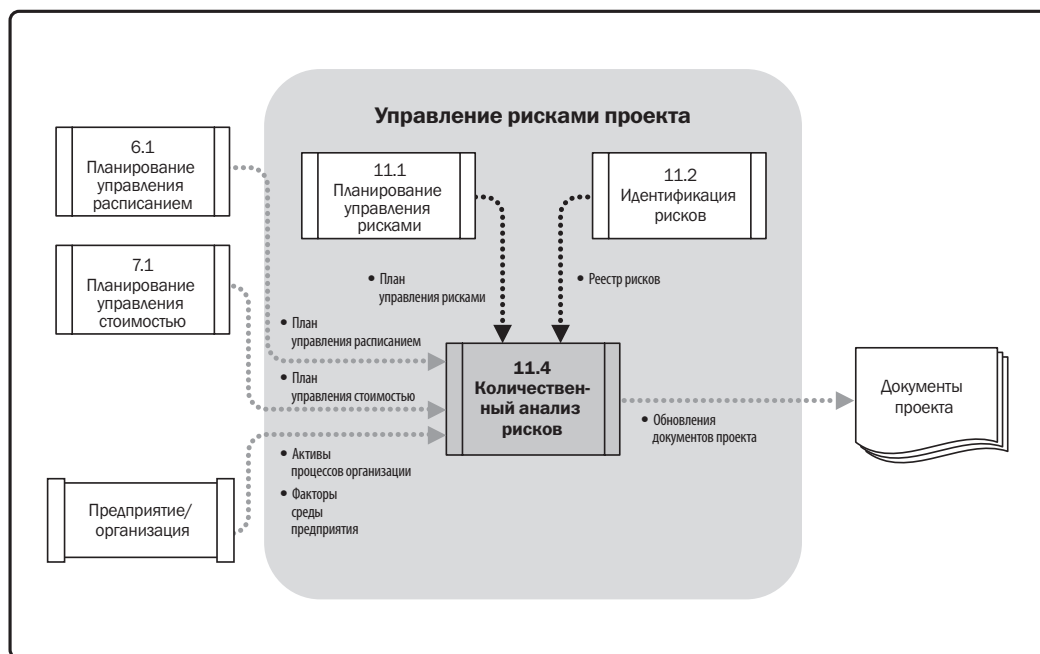 Управление рисками проекта
6.1
Планирование
управления
расписанием
11.1
Планирование
управления
рисками
11.2
Идентификация
рисков
7.1
Планирование
управления
стоимостью
• План
управления рисками
• Реестр рисков
• План
управления расписанием
• План
управления стоимостью
11.4
Количествен-
ный анализ
рисков
Документы
проекта
• Обновления
документов проекта
• Активы
процессов организации
• Факторы
среды
предприятия
Предприятие/
организация